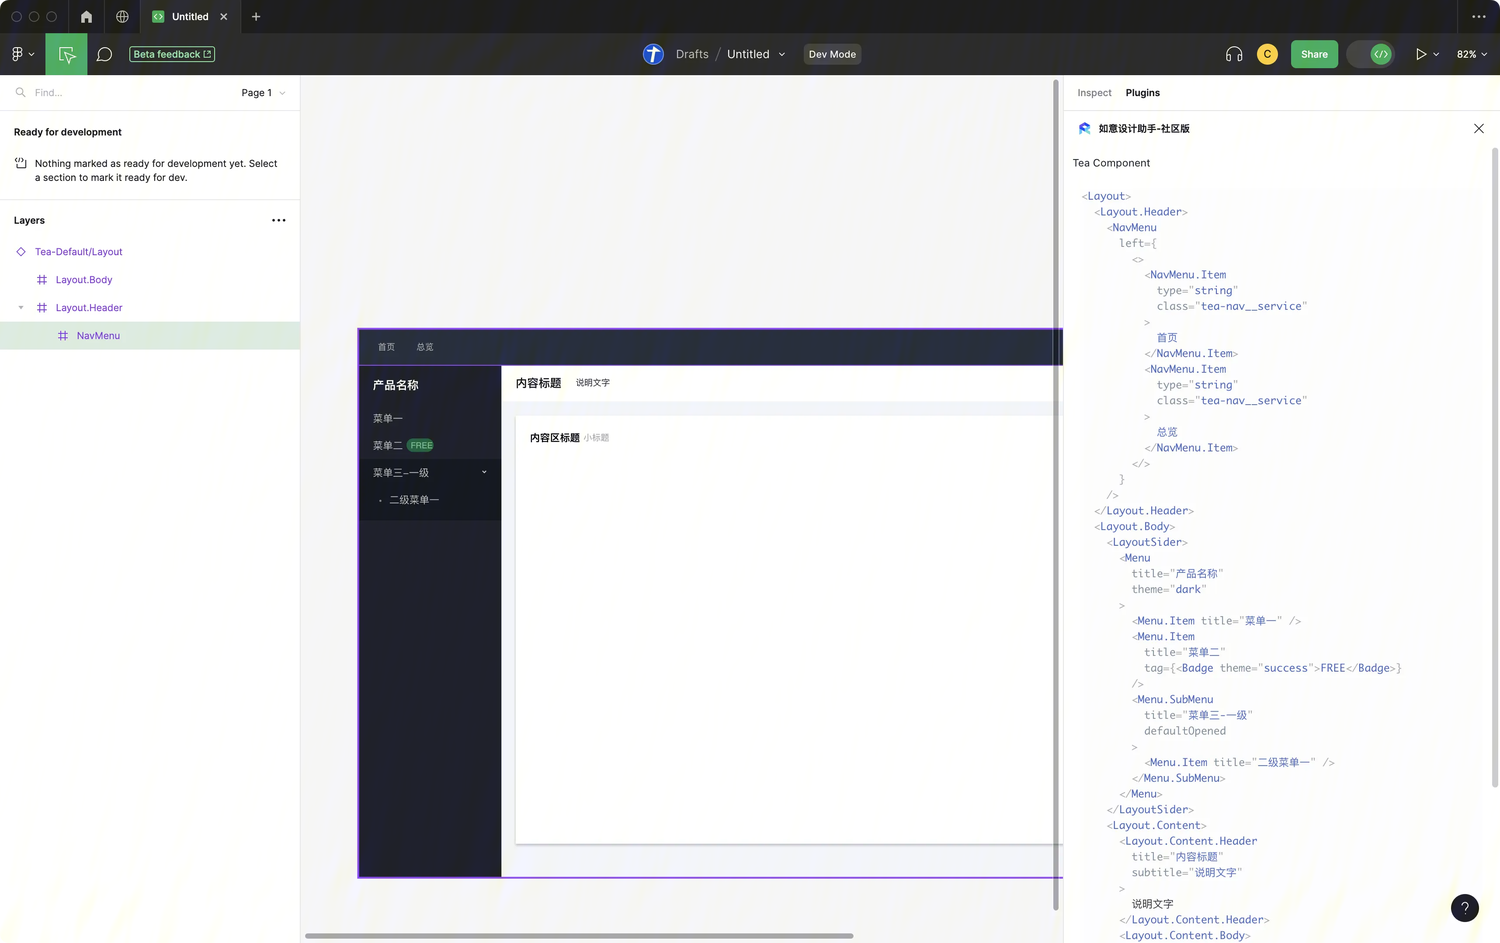 Untitled
Beta feedback
Drafts / Untitled
Dev Mode
C
Share
82%
Find...
Page 1
Ready for development
Nothing marked as ready for development yet. Select
a section to mark it ready for dev.
Layers
Tea-Default/Layout
Layout.Body
Layout.Header
NavMenu
首页 总览
产品名称
菜单一
菜单二 FREE
菜单三-一级
二级菜单一
内容标题 说明文字
内容区标题 小标题
Inspect Plugins
如意设计助手-社区版
Tea Component
<Layout>
<Layout.Header>
<NavMenu
left={
<>
<NavMenu.Item
type="string"
class="tea-nav__service"
>
首页
</NavMenu.Item>
<NavMenu.Item
type="string"
class="tea-nav__service"
>
总览
</NavMenu.Item>
</>
}
/>
</Layout.Header>
<Layout.Body>
<LayoutSider>
<Menu
title="产品名称"
theme="dark"
>
<Menu.Item title="菜单一" />
<Menu.Item
title="菜单二"
tag={<Badge theme="success">FREE</Badge>}
/>
<Menu.SubMenu
title="菜单三-一级"
defaultOpened
>
<Menu.Item title="二级菜单一" />
</Menu.SubMenu>
</Menu>
</LayoutSider>
<Layout.Content>
<Layout.Content.Header
title="内容标题"
subtitle="说明文字"
>
说明文字
</Layout.Content.Header>
<Layout.Content.Body>
?